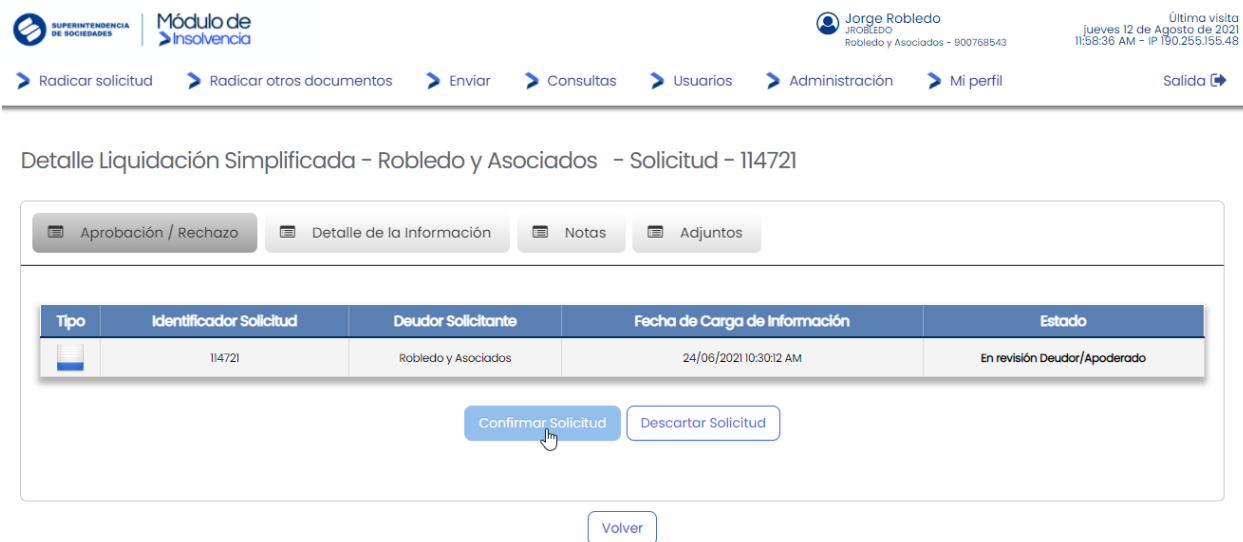 SUPERINTENDENCIA
DE SOCIEDADES
Módulo de
Insolvencia
Jorge Robledo
JROBLEDO
Robledo y Asociados - 900768543
Última visita
jueves 12 de Agosto de 2021
11:58:36 AM - IP 190.255.155.48
Radicar solicitud Radicar otros documentos Enviar Consultas Usuarios Administración Mi perfil Salida
Detalle Liquidación Simplificada - Robledo y Asociados - Solicitud - 114721
Aprobación / Rechazo Detalle de la Información Notas Adjuntos
Tipo Identificador Solicitud Deudor Solicitante Fecha de Carga de Información Estado
114721 Robledo y Asociados 24/06/2021 10:30:12 AM En revisión Deudor/Apoderado
Confirmar Solicitud Descartar Solicitud
Volver